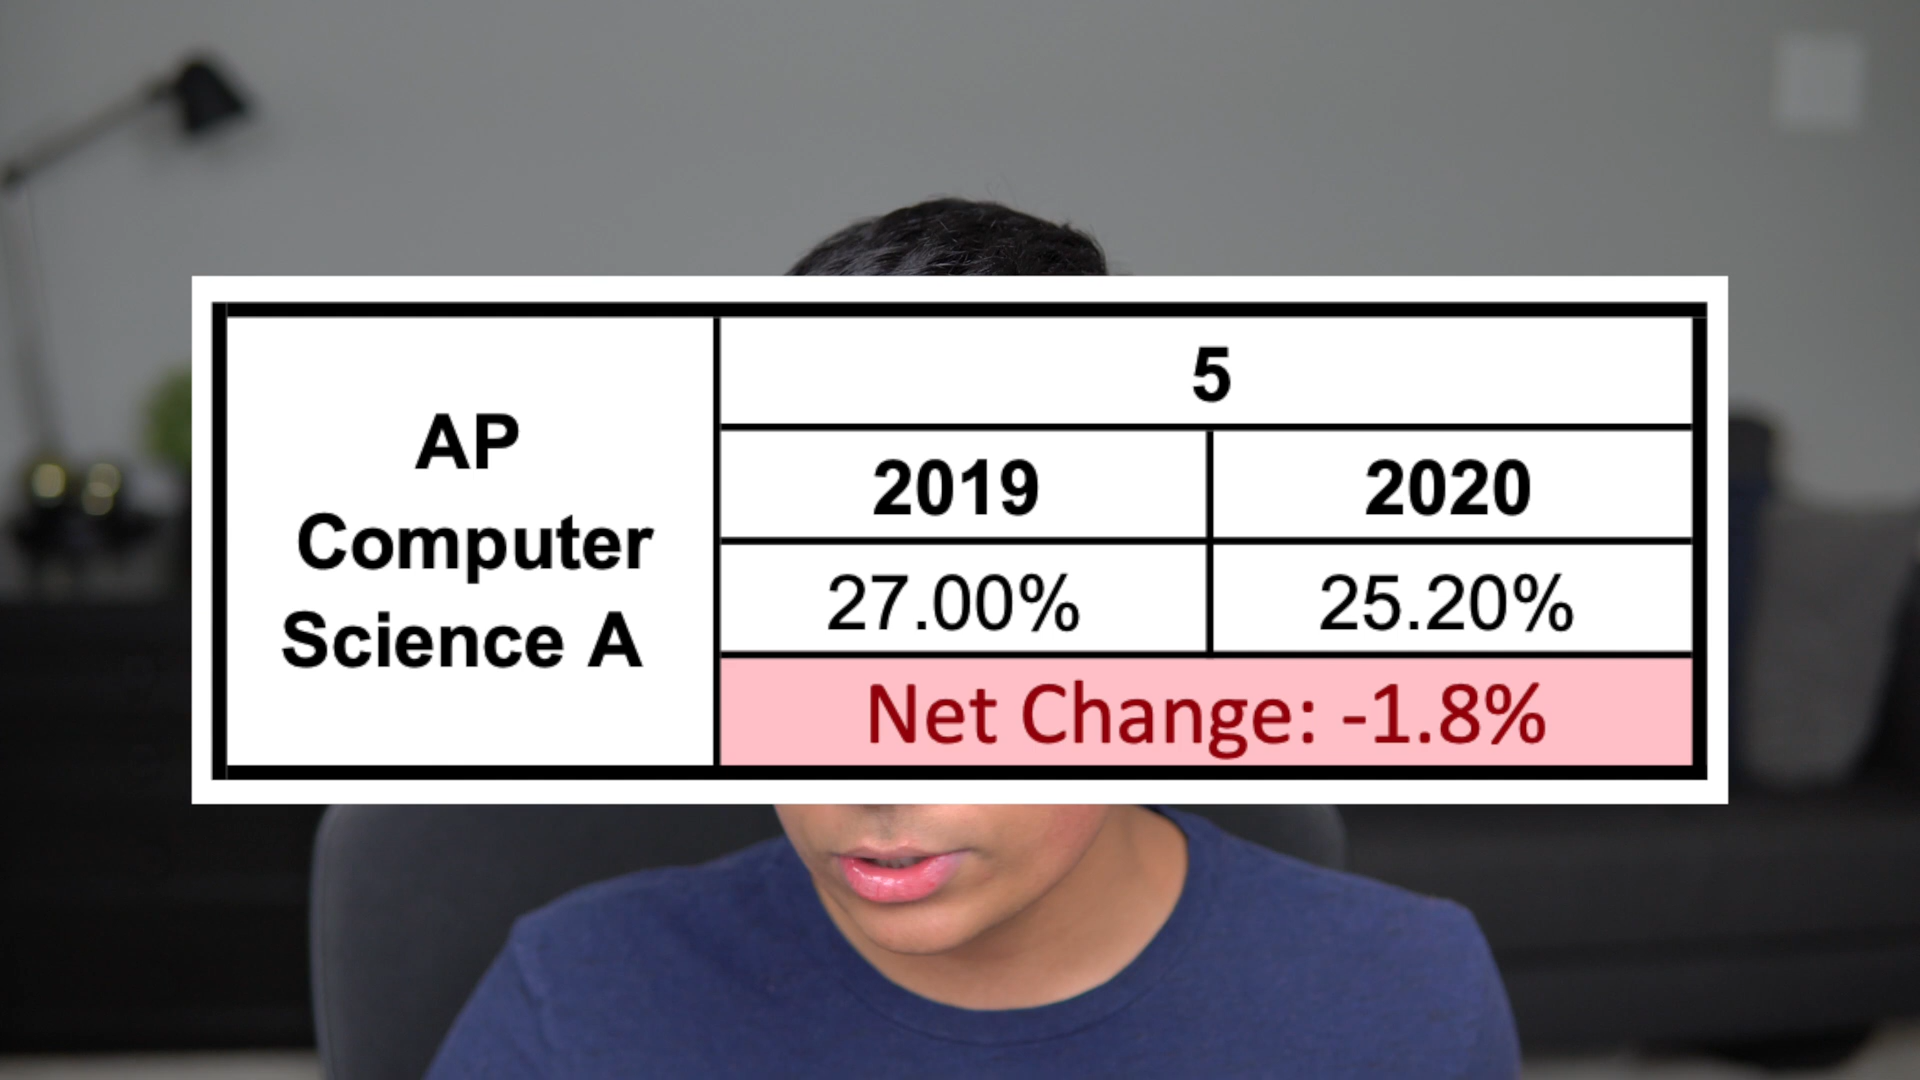 AP
Computer
Science A
5
2019
2020
27.00%
25.20%
Net Change: -1.8%